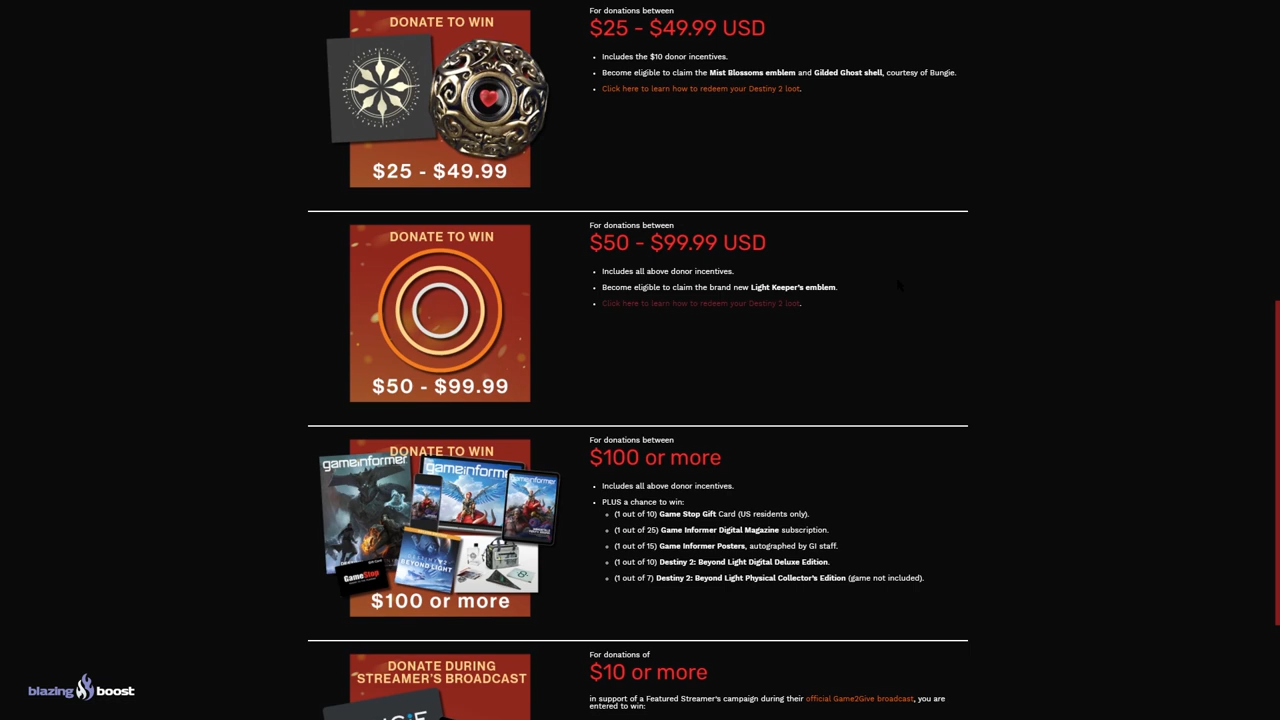 DONATE TO WIN
$25 - $49.99
For donations between
$25 - $49.99 USD
Includes the $10 donor incentives.
Become eligible to claim the Mist Blossoms emblem and Gilded Ghost shell, courtesy of Bungie.
Click here to learn how to redeem your Destiny 2 loot.
DONATE TO WIN
$50 - $99.99
For donations between
$50 - $99.99 USD
Includes all above donor incentives.
Become eligible to claim the brand new Light Keeper's emblem.
Click here to learn how to redeem your Destiny 2 loot.
DONATE TO WIN
gameinformer
gameinformer
gameinformer
BEYOND LIGHT
GameStop
$100 or more
For donations between
$100 or more
Includes all above donor incentives.
PLUS a chance to win:
(1 out of 10) Game Stop Gift Card (US residents only).
(1 out of 25) Game Informer Digital Magazine subscription.
(1 out of 15) Game Informer Posters, autographed by GI staff.
(1 out of 10) Destiny 2: Beyond Light Digital Deluxe Edition.
(1 out of 7) Destiny 2: Beyond Light Physical Collector's Edition (game not included).
DONATE DURING
STREAMER'S BROADCAST
For donations of
$10 or more
in support of a Featured Streamer's campaign during their official Game2Give broadcast, you are
entered to win:
blazing boost